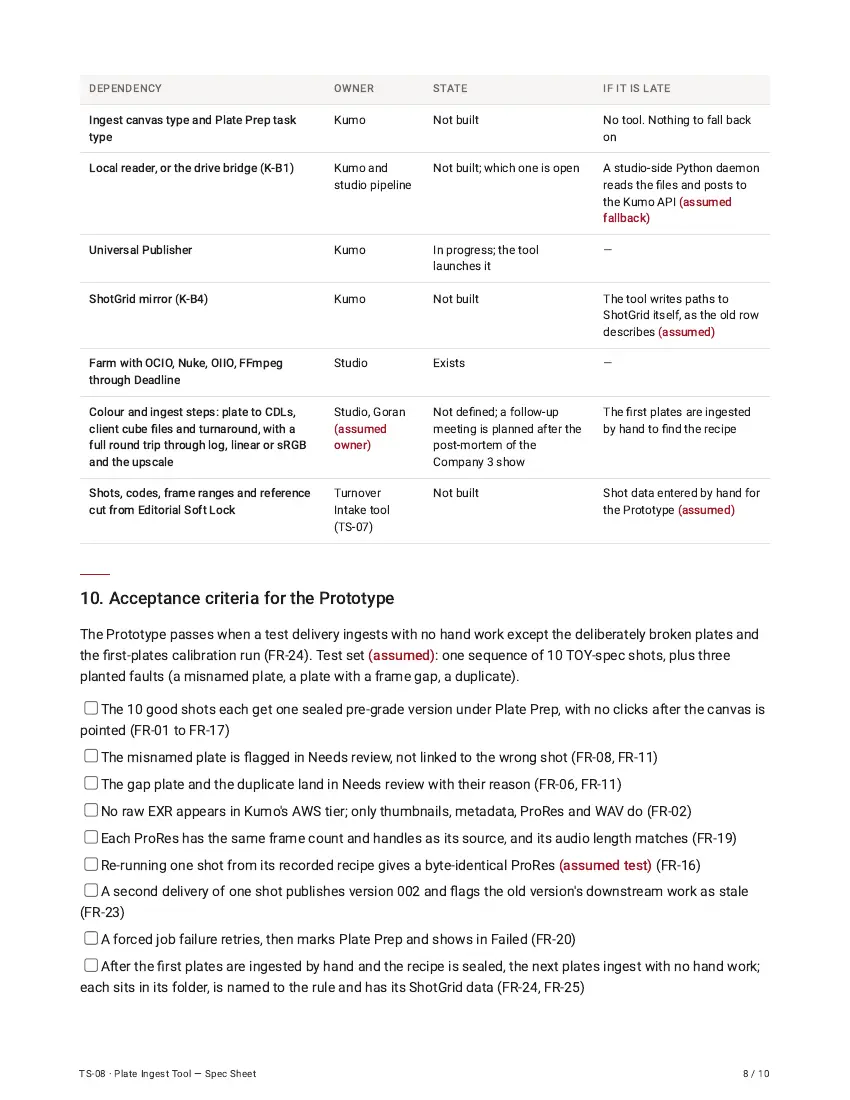 DEPENDENCY OWNER STATE IF IT IS LATE
Ingest canvas type and Plate Prep task Kumo Not built No tool. Nothing to fall back
type on
Local reader, or the drive bridge (K-B1) Kumo and Not built; which one is open A studio-side Python daemon
studio pipeline reads the files and posts to
the Kumo API (assumed
fallback)
Universal Publisher Kumo In progress; the tool —
launches it
ShotGrid mirror (K-B4) Kumo Not built The tool writes paths to
ShotGrid itself, as the old row
describes (assumed)
Farm with OCIO, Nuke, OIIO, FFmpeg Studio Exists —
through Deadline
Colour and ingest steps: plate to CDLs, Studio, Goran Not defined; a follow-up The first plates are ingested
client cube files and turnaround, with a (assumed meeting is planned after the by hand to find the recipe
full round trip through log, linear or sRGB owner) post-mortem of the
and the upscale Company 3 show
Shots, codes, frame ranges and reference Turnover Not built Shot data entered by hand for
cut from Editorial Soft Lock Intake tool the Prototype (assumed)
(TS-07)
10. Acceptance criteria for the Prototype
The Prototype passes when a test delivery ingests with no hand work except the deliberately broken plates and
the first-plates calibration run (FR-24). Test set (assumed): one sequence of 10 TOY-spec shots, plus three
planted faults (a misnamed plate, a plate with a frame gap, a duplicate).
The 10 good shots each get one sealed pre-grade version under Plate Prep, with no clicks after the canvas is
pointed (FR-01 to FR-17)
The misnamed plate is flagged in Needs review, not linked to the wrong shot (FR-08, FR-11)
The gap plate and the duplicate land in Needs review with their reason (FR-06, FR-11)
No raw EXR appears in Kumo's AWS tier; only thumbnails, metadata, ProRes and WAV do (FR-02)
Each ProRes has the same frame count and handles as its source, and its audio length matches (FR-19)
Re-running one shot from its recorded recipe gives a byte-identical ProRes (assumed test) (FR-16)
A second delivery of one shot publishes version 002 and flags the old version's downstream work as stale
(FR-23)
A forced job failure retries, then marks Plate Prep and shows in Failed (FR-20)
After the first plates are ingested by hand and the recipe is sealed, the next plates ingest with no hand work;
each sits in its folder, is named to the rule and has its ShotGrid data (FR-24, FR-25)
TS-08 · Plate Ingest Tool — Spec Sheet 8 / 10